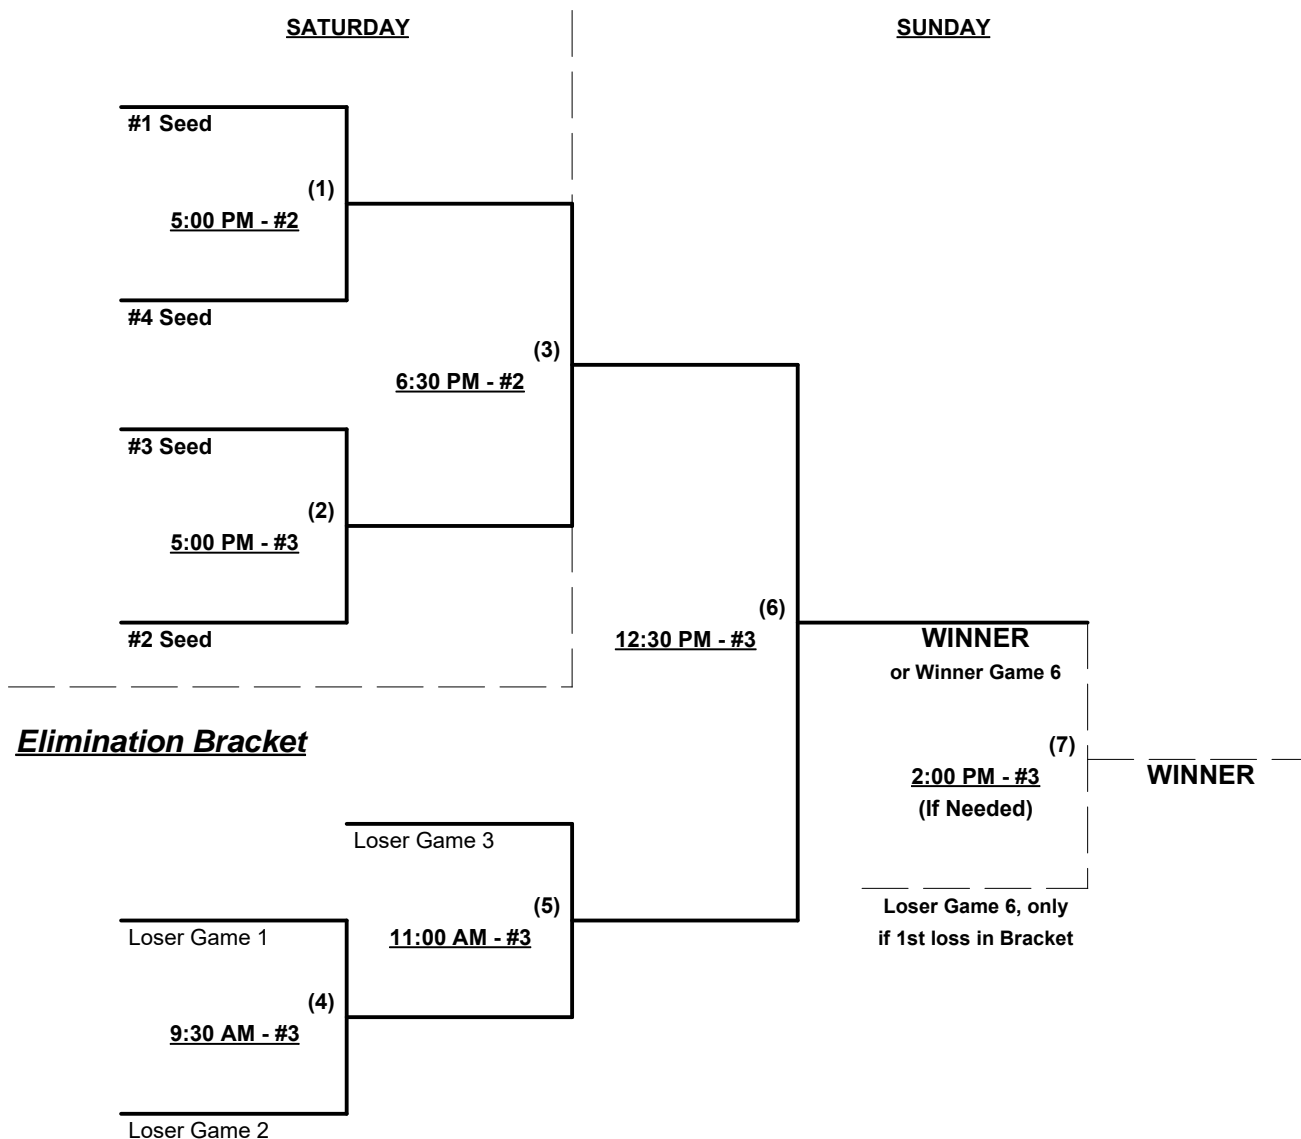 SATURDAY
SUNDAY
#1 Seed
(1)
5:00 PM - #2
#4 Seed
(3)
6:30 PM - #2
#3 Seed
(2)
5:00 PM - #3
#2 Seed
(6)
12:30 PM - #3
WINNER
or Winner Game 6
Elimination Bracket
(7)
2:00 PM - #3
(If Needed)
WINNER
Loser Game 3
(5)
11:00 AM - #3
Loser Game 6, only
if 1st loss in Bracket
Loser Game 1
(4)
9:30 AM - #3
Loser Game 2